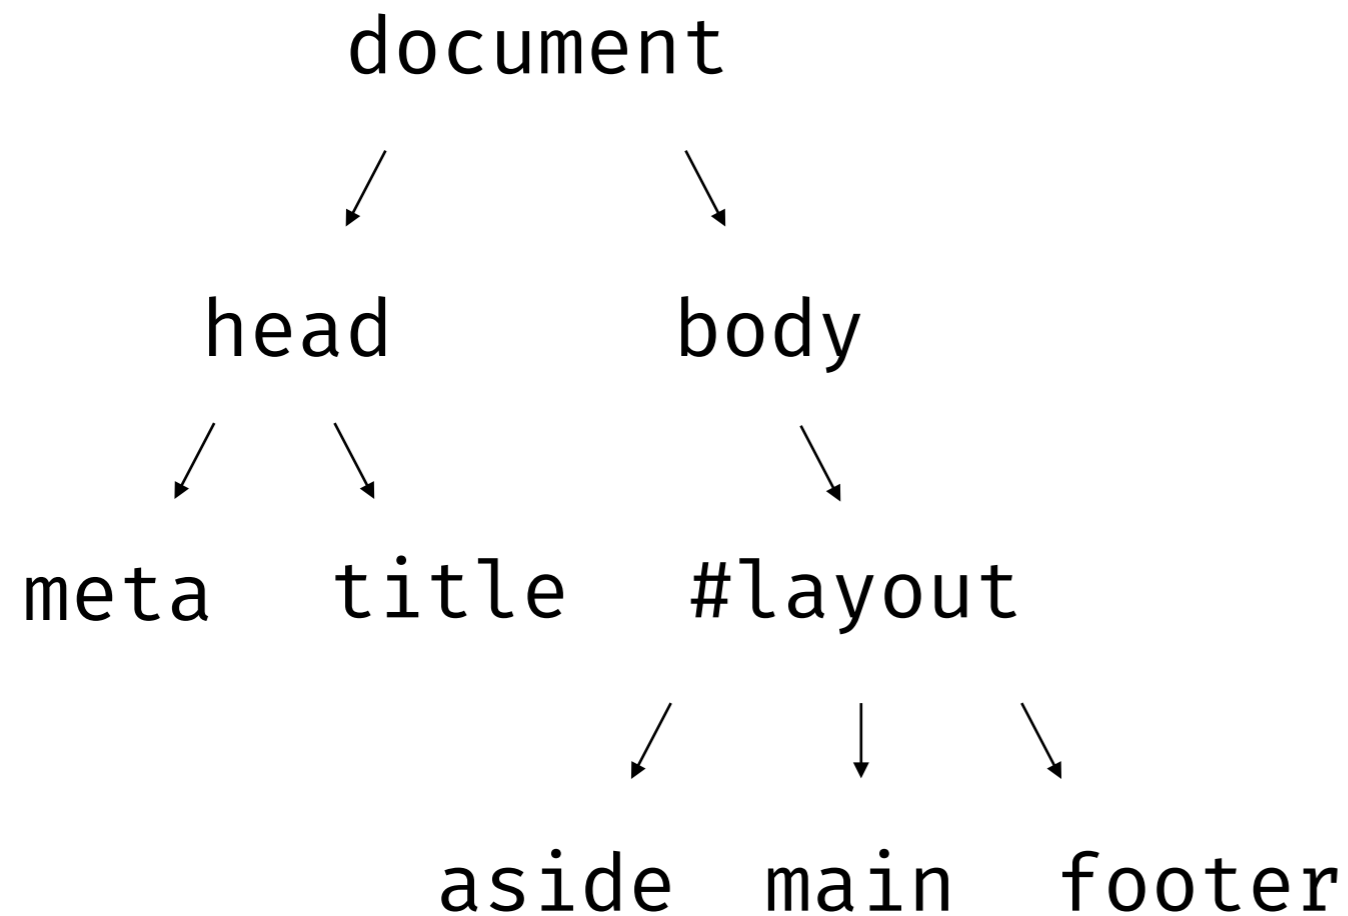 document
head body
meta title #layout
aside main footer